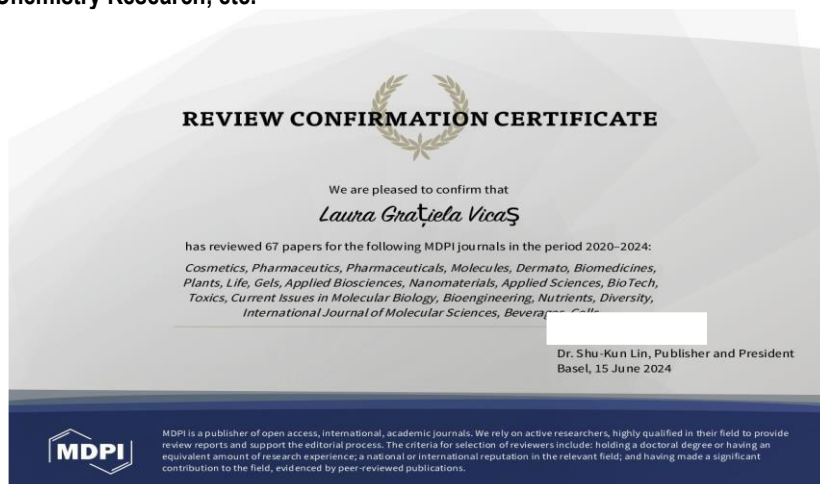 Chemistry Research, etc.
REVIEW CONFIRMATION CERTIFICATE
We are pleased to confirm that
Laura Grațiela Vicaș
has reviewed 67 papers for the following MDPI journals in the period 2020–2024:
Cosmetics, Pharmaceutics, Pharmaceuticals, Molecules, Dermato, Biomedicines,
Plants, Life, Gels, Applied Biosciences, Nanomaterials, Applied Sciences, BioTech,
Toxics, Current Issues in Molecular Biology, Bioengineering, Nutrients, Diversity,
International Journal of Molecular Sciences,
Dr. Shu-Kun Lin, Publisher and President
Basel, 15 June 2024
MDPI
MDPI is a publisher of open access, international, academic journals. We rely on active researchers, highly qualified in their field to provide
review reports and support the editorial process. The criteria for selection of reviewers include: holding a doctoral degree or having an
equivalent amount of research experience; a national or international reputation in the relevant field; and having made a significant
contribution to the field, evidenced by peer-reviewed publications.